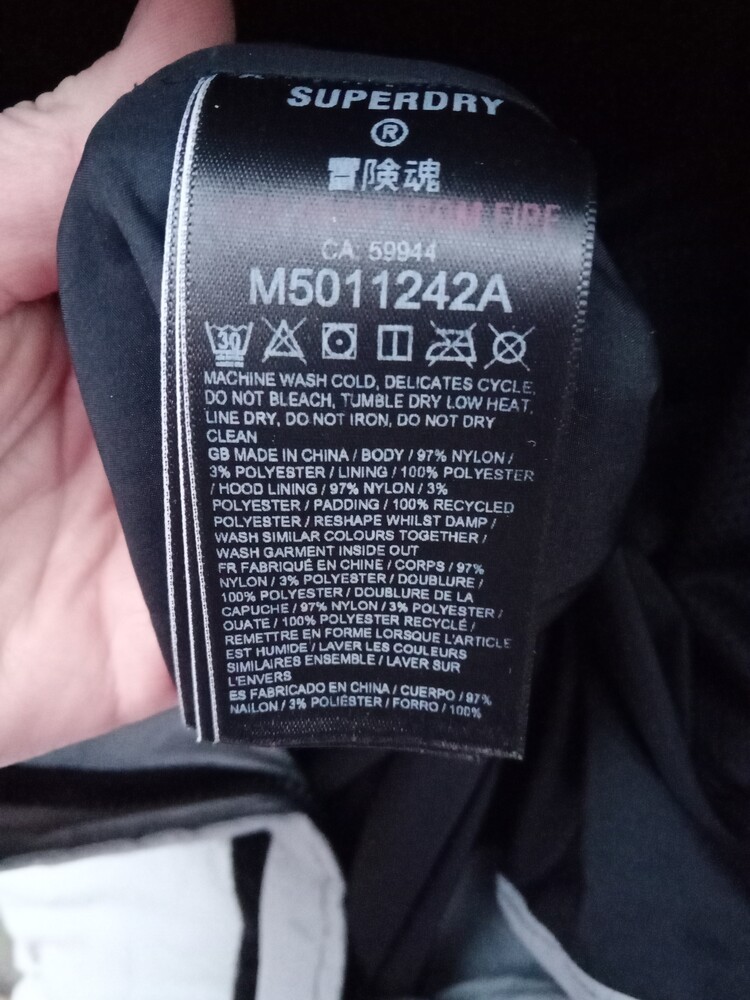 SUPERDRY
®
冒険魂
FROM FIRE
CA. 59944
M5011242A
30
MACHINE WASH COLD, DELICATES CYCLE,
DO NOT BLEACH, TUMBLE DRY LOW HEAT,
LINE DRY, DO NOT IRON, DO NOT DRY
CLEAN
GB MADE IN CHINA / BODY / 97% NYLON /
3% POLYESTER / LINING / 100% POLYESTER
/ HOOD LINING / 97% NYLON / 3%
POLYESTER / PADDING / 100% RECYCLED
POLYESTER / RESHAPE WHILST DAMP /
WASH SIMILAR COLOURS TOGETHER /
WASH GARMENT INSIDE OUT
FR FABRIQUÉ EN CHINE / CORPS / 97%
NYLON / 3% POLYESTER / DOUBLURE /
100% POLYESTER / DOUBLURE DE LA
CAPUCHE / 97% NYLON / 3% POLYESTER /
OUATE / 100% POLYESTER RECYCLÉ /
REMETTRE EN FORME LORSQUE L'ARTICLE
EST HUMIDE / LAVER LES COULEURS
SIMILAIRES ENSEMBLE / LAVER SUR
L'ENVERS
ES FABRICADO EN CHINA / CUERPO / 97%
NAILON / 3% POLIÉSTER / FORRO / 100%